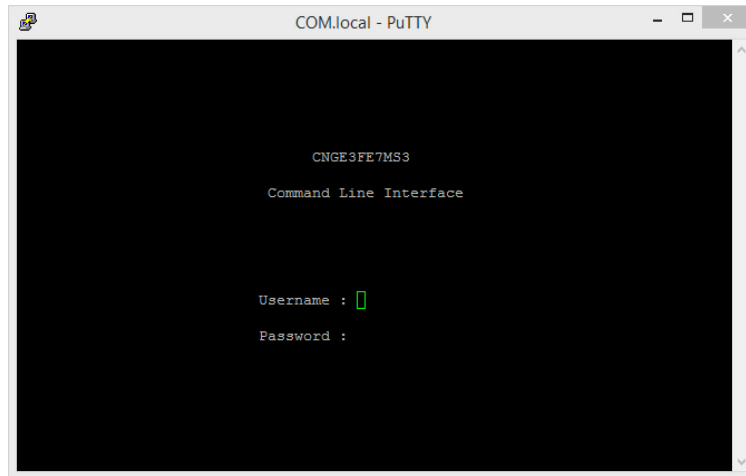 COM.local - PuTTY
CNGE3FE7MS3
Command Line Interface
Username :
Password :